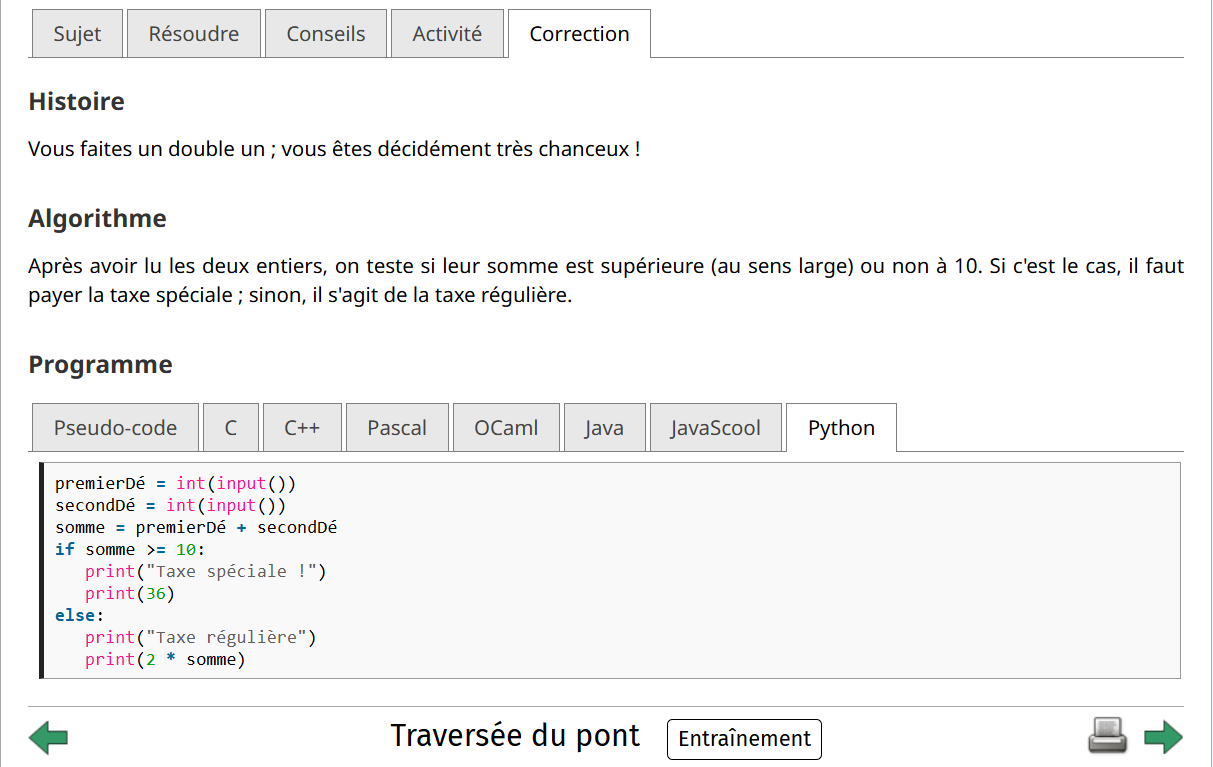 Sujet Résoudre Conseils Activité Correction
Histoire
Vous faites un double un ; vous êtes décidément très chanceux !
Algorithme
Après avoir lu les deux entiers, on teste si leur somme est supérieure (au sens large) ou non à 10. Si c'est le cas, il faut
payer la taxe spéciale ; sinon, il s'agit de la taxe régulière.
Programme
Pseudo-code C C++ Pascal OCaml Java JavaScool Python
premierDé = int(input())
secondDé = int(input())
somme = premierDé + secondDé
if somme >= 10:
   print("Taxe spéciale !")
   print(36)
else:
   print("Taxe régulière")
   print(2 * somme)
Traversée du pont Entraînement